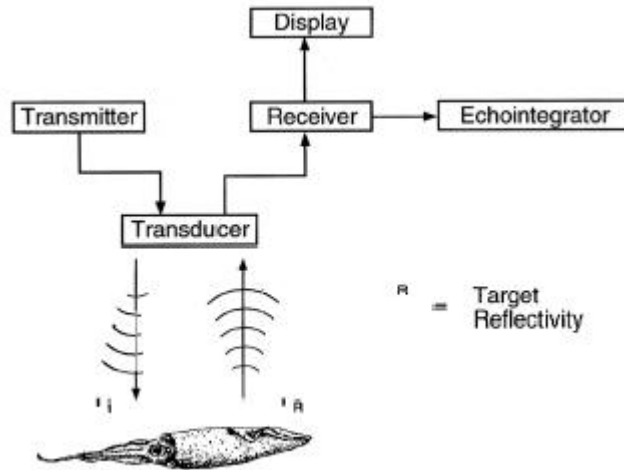 Display
Transmitter
Receiver
Echointegrator
Transducer
R = Target
Reflectivity